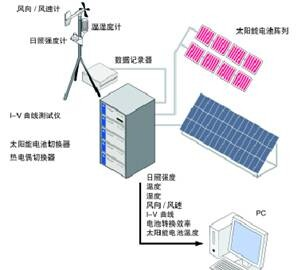 风向/风速计
温湿度计
日照强度计
数据记录器
太阳能电池阵列
I-V 曲线测试仪
太阳能电池切换器
热电偶切换器
日照强度
温度
湿度
风向/风速
I-V 曲线
电池转换效率
太阳能电池温度
PC